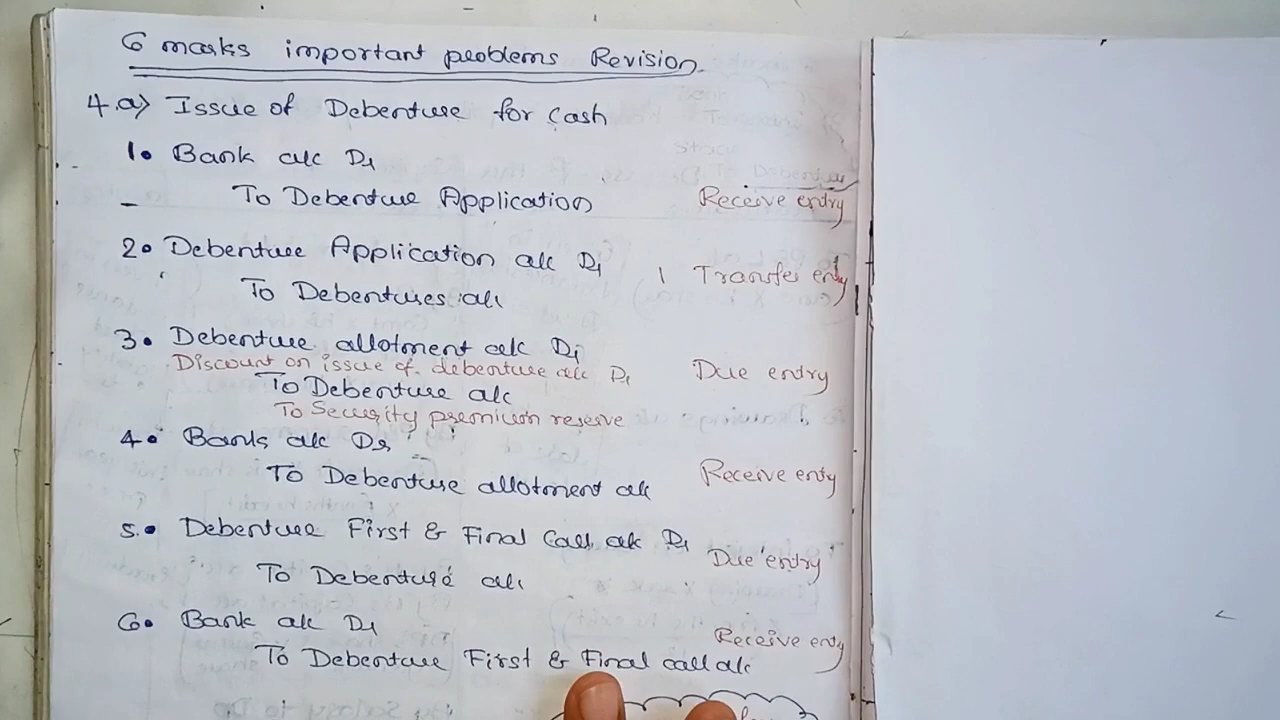 6 marks important problems Revision
4.a) Issue of Debenture for Cash
1. Bank a/c Dr
To Debenture Application Receive entry
2. Debenture Application a/c Dr Transfer entry
To Debentures a/c
3. Debenture allotment a/c Dr
Discount on issue of debenture a/c Dr Due entry
To Debenture a/c
To Security premium reserve
4. Bank a/c Dr
To Debenture allotment a/c Receive entry
5. Debenture First & Final Call a/c Dr
To Debenture a/c Due entry
6. Bank a/c Dr Receive entry
To Debenture First & Final call a/c